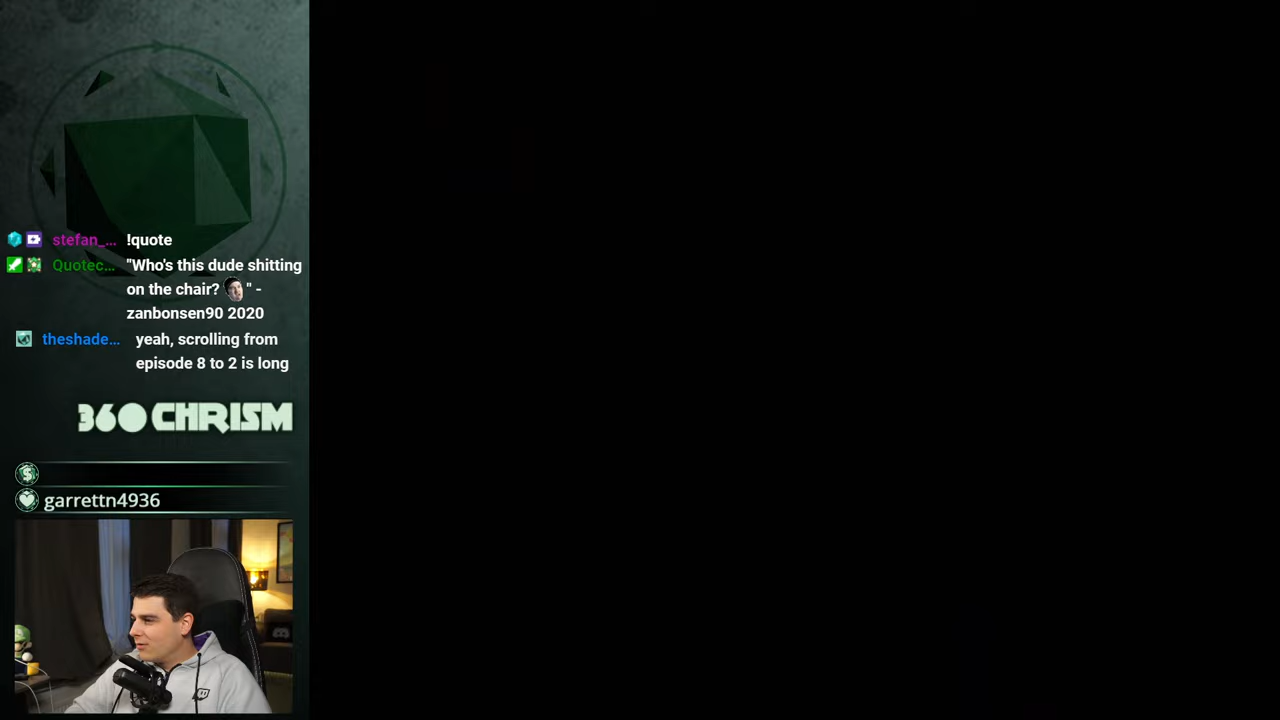 stefan_... !quote
Quotec... "Who's this dude shitting
on the chair? " -
zanbonsen90 2020
theshade... yeah, scrolling from
episode 8 to 2 is long
360 CHRISM
garrettn4936